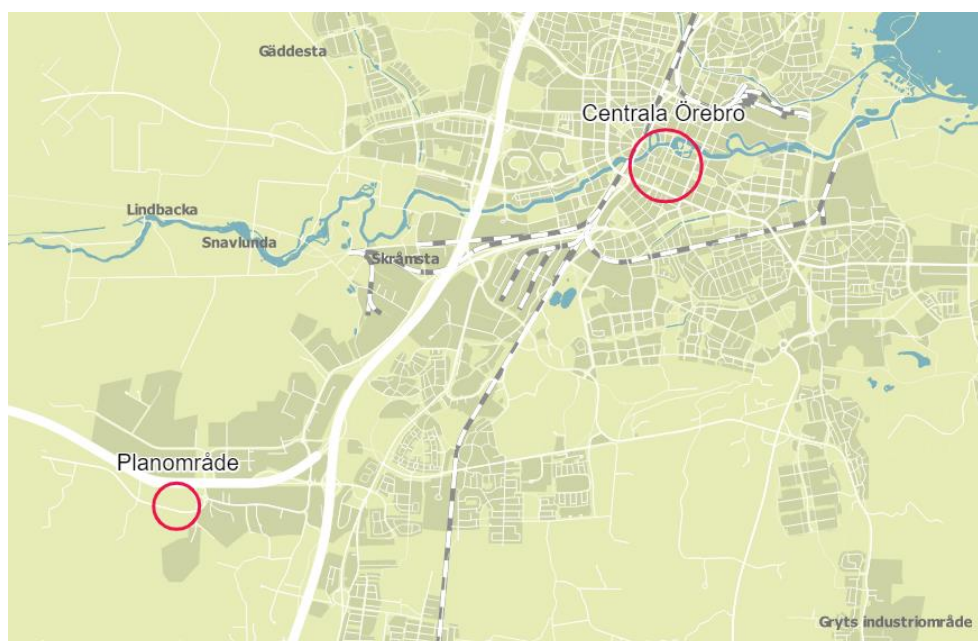 Gäddesta
Centrala Örebro
Lindbacka
Snavlunda
Skråmsta
Planområde
Gryts industriområde